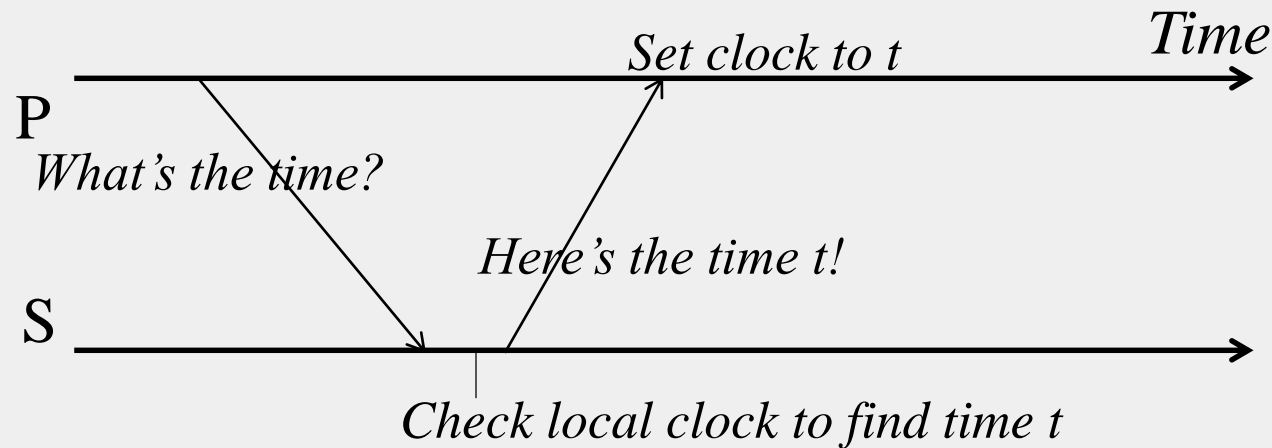 Time
Set clock to t
P
What’s the time?
Here’s the time t!
S
Check local clock to find time t